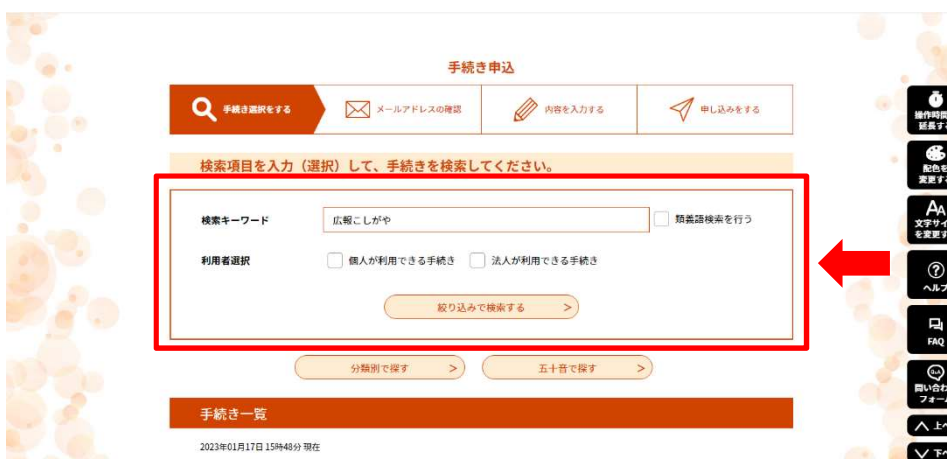 手続き申込
手続き選択をする
メールアドレスの確認
内容を入力する
申し込みをする
検索項目を入力（選択）して、手続きを検索してください。
検索キーワード 広報こしがや 類義語検索を行う
利用者選択 個人が利用できる手続き 法人が利用できる手続き
絞り込みで検索する >
分類別で探す >
五十音で探す >
手続き一覧
2023年01月17日 15時48分 現在
操作時間
延長す
配色を
変更す
文字サイ
を変更す
ヘルプ
FAQ
問い合わ
フォーム
上へ
下へ